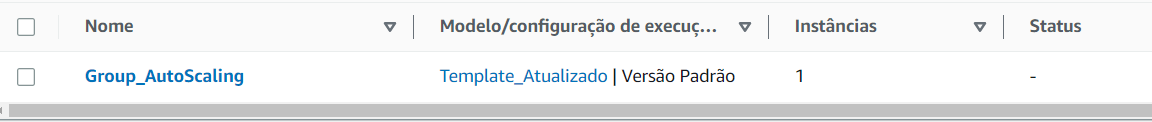 Nome Modelo/configuração de execuç... Instâncias Status
Group_AutoScaling Template_Atualizado | Versão Padrão 1 -